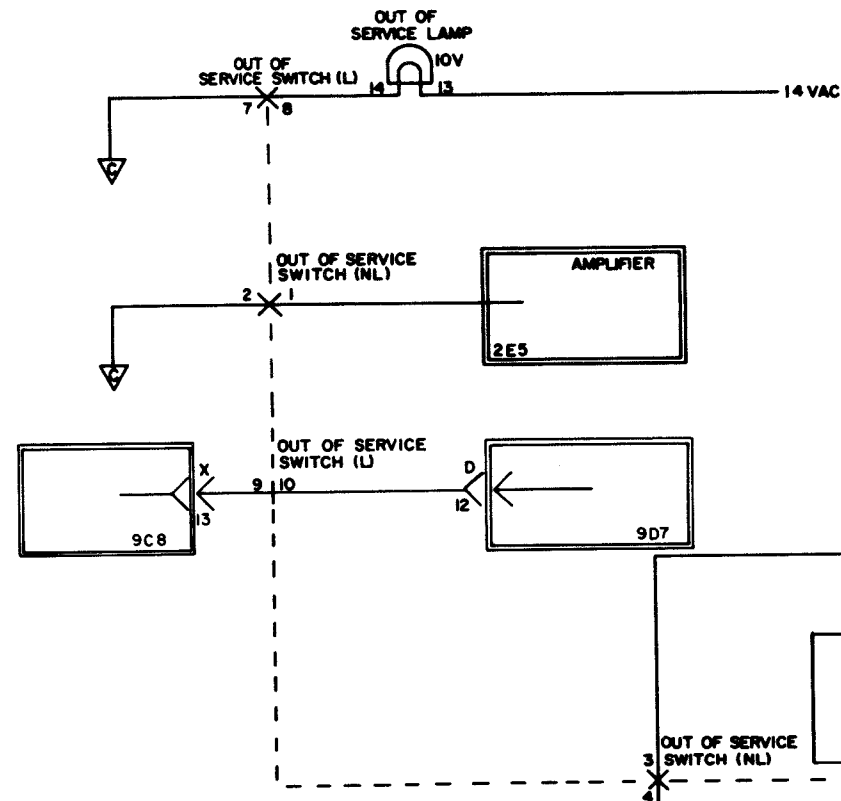 OUT OF
SERVICE LAMP
10V
OUT OF
SERVICE SWITCH (L)
14
13
14 VAC
7
8
C
OUT OF SERVICE
SWITCH (NL)
2
1
AMPLIFIER
2E5
C
OUT OF SERVICE
SWITCH (L)
X
9
10
D
13
12
9C8
9D7
OUT OF SERVICE
SWITCH (NL)
3
4